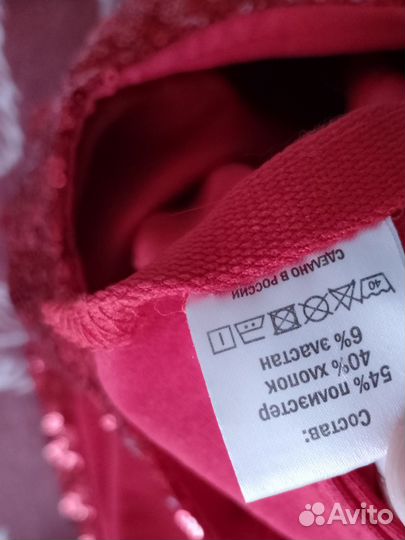 Состав:
54% полиэстер
40% хлопок
6% эластан
40
СДЕЛАНО В РОССИИ
Avito